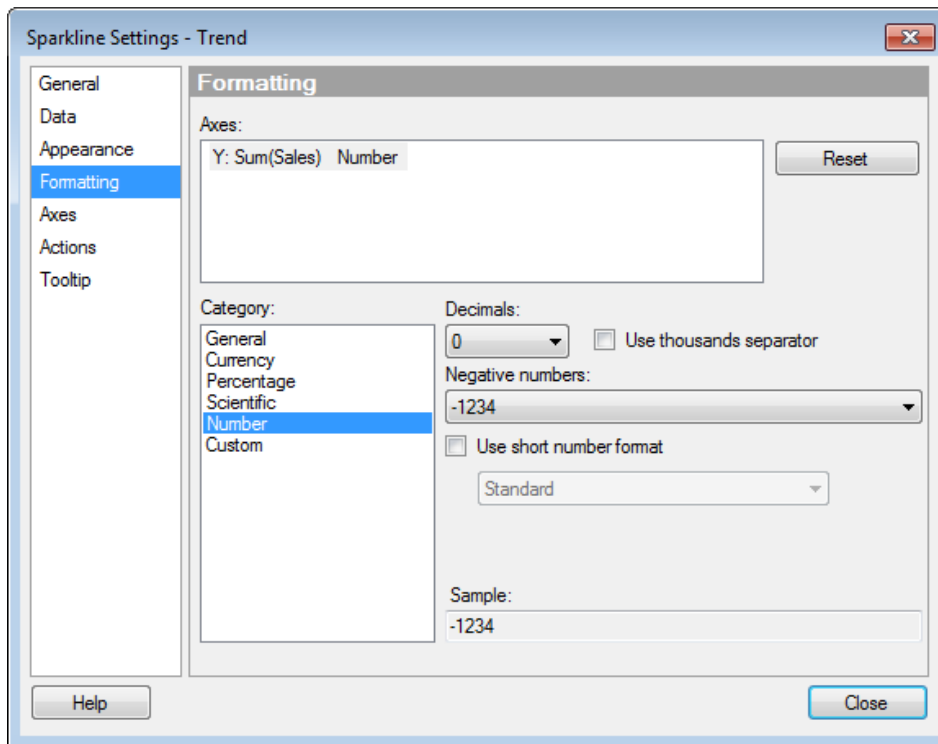 Sparkline Settings - Trend
General
Data
Appearance
Formatting
Axes
Actions
Tooltip
Formatting
Axes:
Y: Sum(Sales) Number
Reset
Category:
General
Currency
Percentage
Scientific
Number
Custom
Decimals:
0
Use thousands separator
Negative numbers:
-1234
Use short number format
Standard
Sample:
-1234
Help
Close